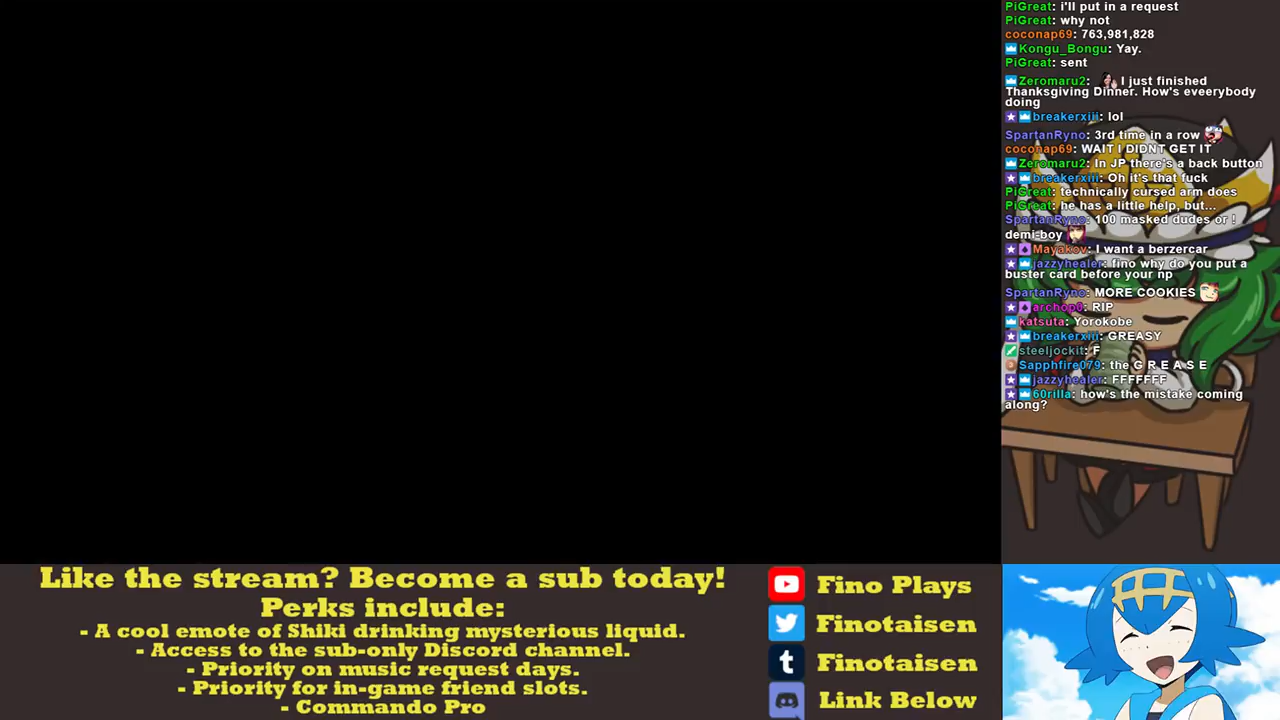 PiGreat: i'll put in a request
PiGreat: why not
coconap69: 763,981,828
Kongu_Bongu: Yay.
PiGreat: sent
Zeromaru2: I just finished
Thanksgiving Dinner. How's eveerybody
doing
breakerxiii: lol
SpartanRyno: 3rd time in a row
coconap69: WAIT I DIDNT GET IT
Zeromaru2: In JP there's a back button
breakerxiii: Oh it's that fuck
PiGreat: technically cursed arm does
PiGreat: he has a little help, but...
SpartanRyno: 100 masked dudes or !
demi-boy
Mayakov: I want a berzercar
jazzyhealer: fino why do you put a
buster card before your np
SpartanRyno: MORE COOKIES
archop0: RIP
katsuta: Yorokobe
breakerxiii: GREASY
steeljockit: F
Sapphfire079: the G R E A S E
jazzyhealer: FFFFFFF
60rilla: how's the mistake coming
along?
Like the stream? Become a sub today!
Perks include:
- A cool emote of Shiki drinking mysterious liquid.
- Access to the sub-only Discord channel.
- Priority on music request days.
- Priority for in-game friend slots.
- Commando Pro
Fino Plays
Finotaisen
t Finotaisen
Link Below